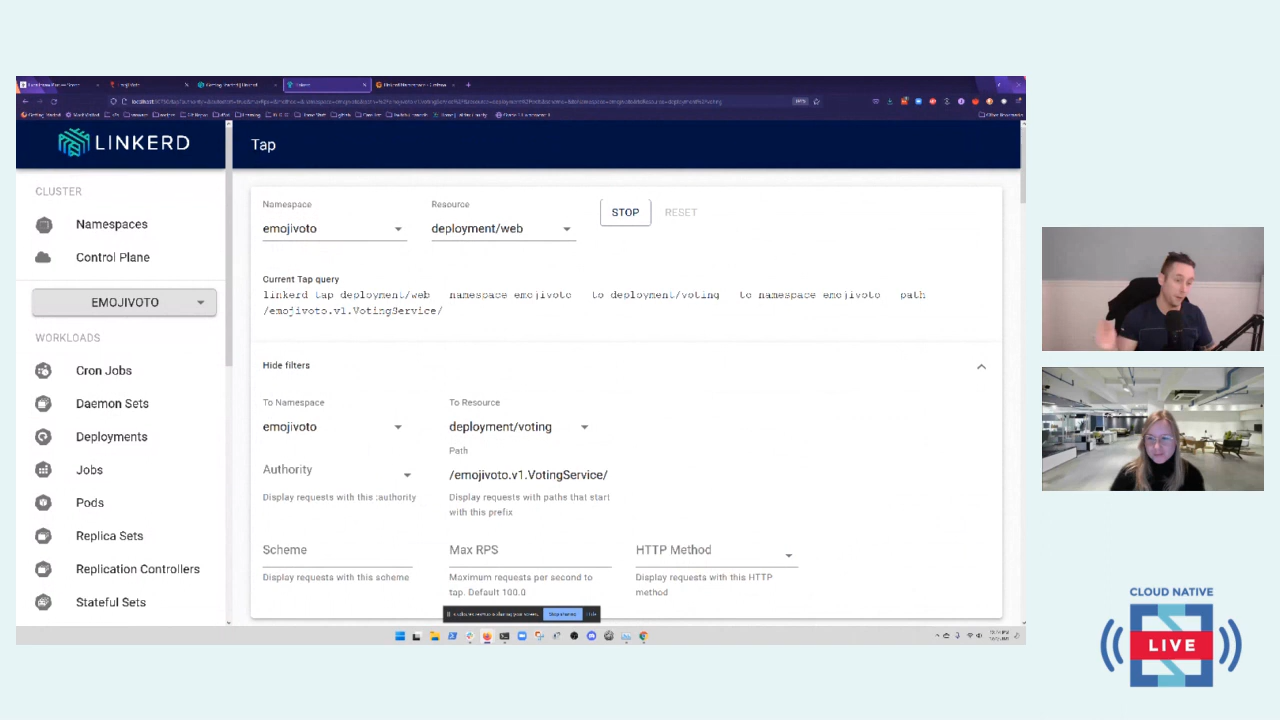 LINKERD
Tap
CLUSTER
Namespaces
Control Plane
EMOJIVOTO
WORKLOADS
Cron Jobs
Daemon Sets
Deployments
Jobs
Pods
Replica Sets
Replication Controllers
Stateful Sets
Namespace
emojivoto
Resource
deployment/web
STOP
RESET
Current Tap query
linkerd tap deployment/web namespace emojivoto to deployment/voting to namespace emojivoto path
/emojivoto.v1.VotingService/
Hide filters
To Namespace
emojivoto
To Resource
deployment/voting
Authority
Display requests with this :authority
Path
/emojivoto.v1.VotingService/
Display requests with paths that start
with this prefix
Scheme
Display requests with this scheme
Max RPS
Maximum requests per second to
tap. Default 100.0
HTTP Method
Display requests with this HTTP
method
CLOUD NATIVE
LIVE